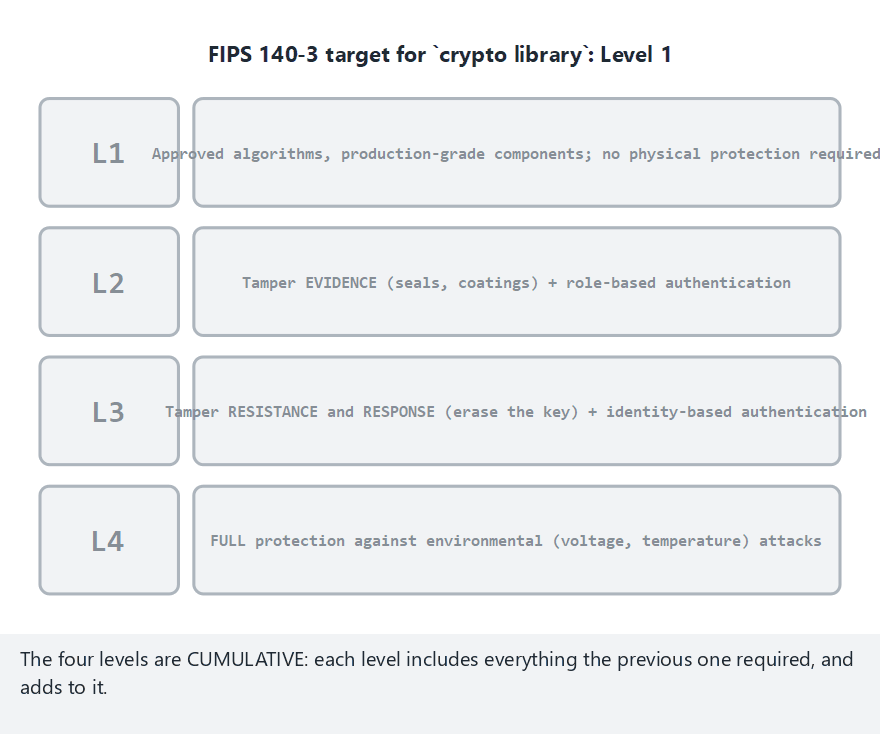 FIPS 140-3 target for `crypto library`: Level 1
L1
Approved algorithms, production-grade components; no physical protection required
L2
Tamper EVIDENCE (seals, coatings) + role-based authentication
L3
Tamper RESISTANCE and RESPONSE (erase the key) + identity-based authentication
L4
FULL protection against environmental (voltage, temperature) attacks
The four levels are CUMULATIVE: each level includes everything the previous one required, and
adds to it.